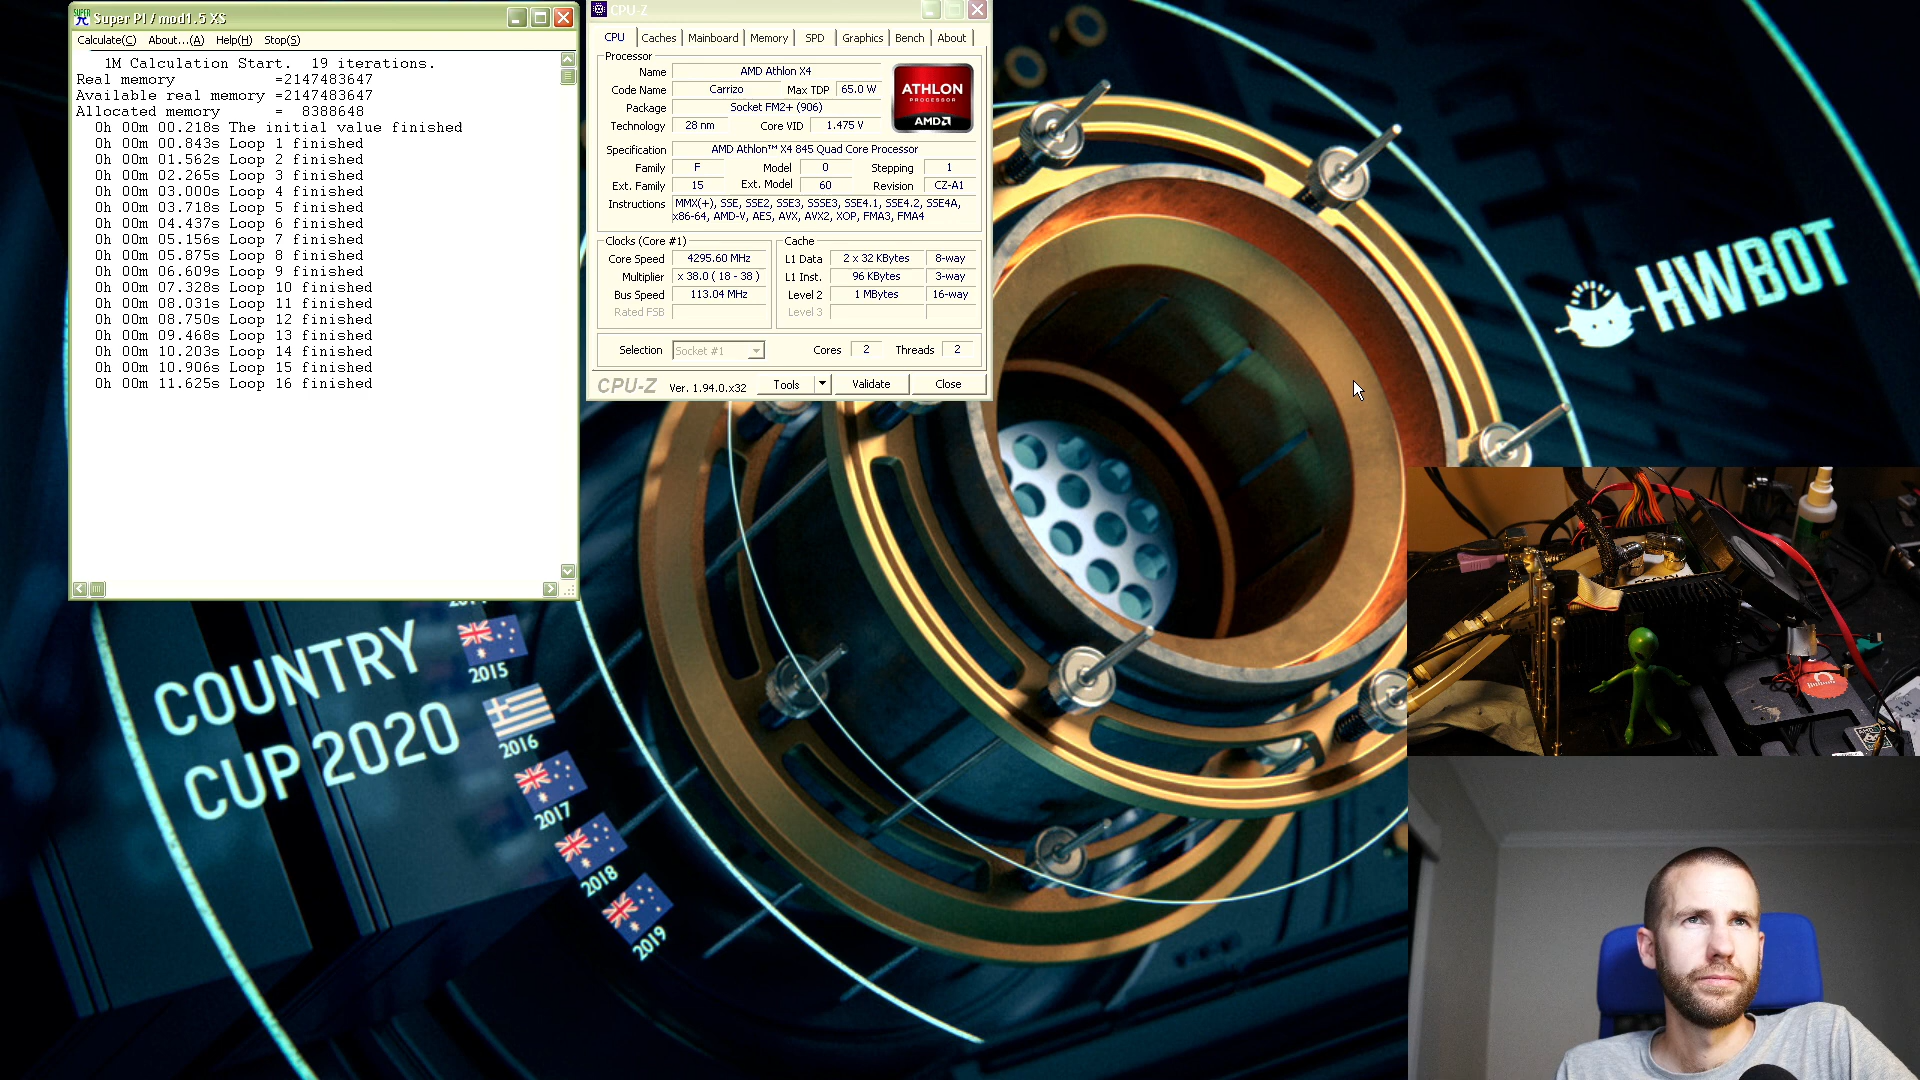 Super PI / mod1.5 XS
Calculate(C) About...(A) Help(H) Stop(S)
1M Calculation Start. 19 iterations.
Real memory =2147483647
Available real memory =2147483647
Allocated memory = 8388648
0h 00m 00.218s The initial value finished
0h 00m 00.843s Loop 1 finished
0h 00m 01.562s Loop 2 finished
0h 00m 02.265s Loop 3 finished
0h 00m 03.000s Loop 4 finished
0h 00m 03.718s Loop 5 finished
0h 00m 04.437s Loop 6 finished
0h 00m 05.156s Loop 7 finished
0h 00m 05.875s Loop 8 finished
0h 00m 06.609s Loop 9 finished
0h 00m 07.328s Loop 10 finished
0h 00m 08.031s Loop 11 finished
0h 00m 08.750s Loop 12 finished
0h 00m 09.468s Loop 13 finished
0h 00m 10.203s Loop 14 finished
0h 00m 10.906s Loop 15 finished
0h 00m 11.625s Loop 16 finished
CPU-Z
CPU Caches Mainboard Memory SPD Graphics Bench About
Processor
Name AMD Athlon X4
Code Name Carrizo Max TDP 65.0 W
Package Socket FM2+ (906)
Technology 28 nm Core VID 1.475 V
ATHLON
PROCESSOR
AMD
Specification AMD Athlon™ X4 845 Quad Core Processor
Family F Model 0 Stepping 1
Ext. Family 15 Ext. Model 60 Revision CZ-A1
Instructions MMX(+), SSE, SSE2, SSE3, SSSE3, SSE4.1, SSE4.2, SSE4A,
x86-64, AMD-V, AES, AVX, AVX2, XOP, FMA3, FMA4
Clocks (Core #1)
Core Speed 4295.60 MHz
Multiplier x 38.0 ( 18 - 38 )
Bus Speed 113.04 MHz
Rated FSB
Cache
L1 Data 2 x 32 KBytes 8-way
L1 Inst. 96 KBytes 3-way
Level 2 1 MBytes 16-way
Level 3
Selection Socket #1 Cores 2 Threads 2
CPU-Z Ver. 1.94.0.x32 Tools Validate Close
HWBOT
COUNTRY
CUP 2020
2015
2016
2017
2018
2019